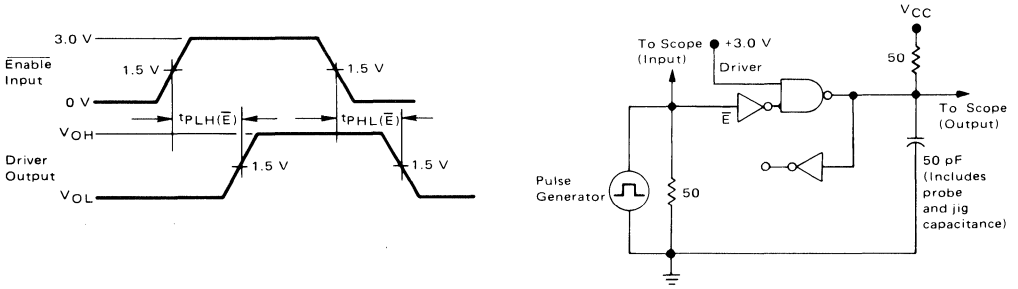 3.0 V
Enable
Input
1.5 V
1.5 V
0 V
tPLH(E̅)
tPHL(E̅)
VOH
Driver
Output
1.5 V
1.5 V
VOL
To Scope
(Input)
+3.0 V
Driver
E̅
Pulse
Generator
50
VCC
50
To Scope
(Output)
50 pF
(Includes
probe
and jig
capacitance)